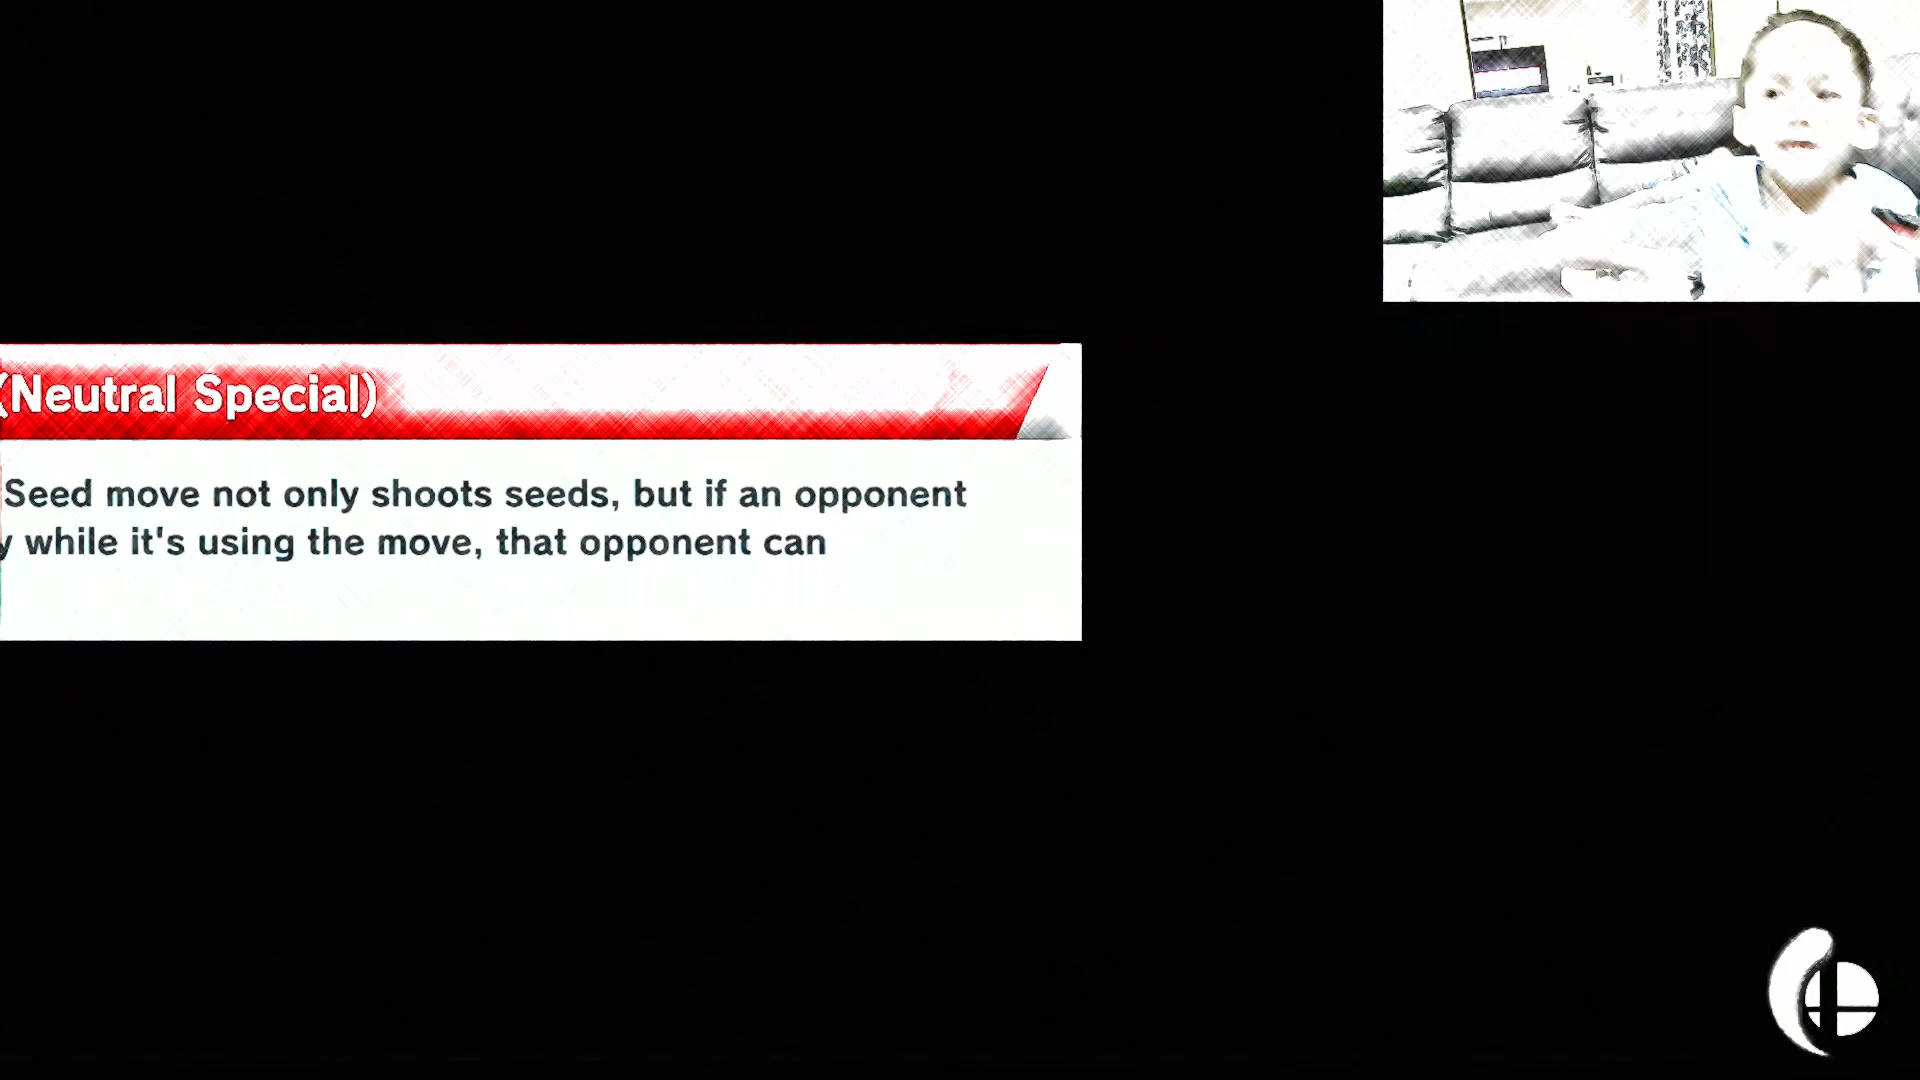 (Neutral Special)
Seed move not only shoots seeds, but if an opponent
y while it's using the move, that opponent can